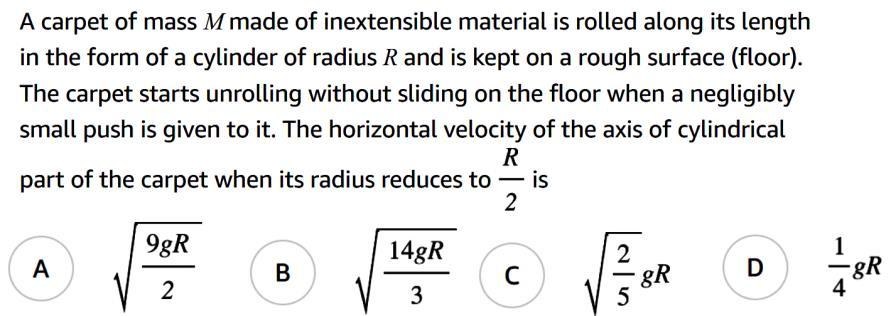 A carpet of mass M made of inextensible material is rolled along its length
in the form of a cylinder of radius R and is kept on a rough surface (floor).
The carpet starts unrolling without sliding on the floor when a negligibly
small push is given to it. The horizontal velocity of the axis of cylindrical
part of the carpet when its radius reduces to R/2 is
A √(9gR/2) B √(14gR/3) C √(2/5 gR) D 1/4 gR